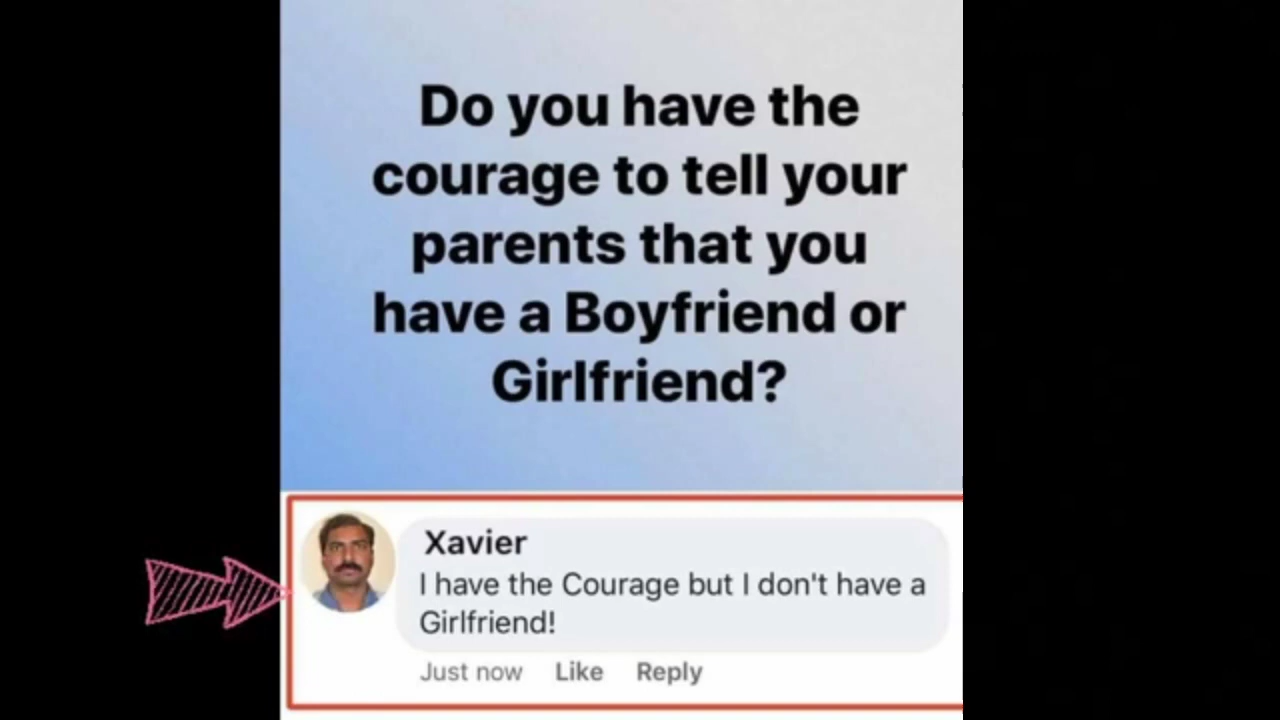 Do you have the
courage to tell your
parents that you
have a Boyfriend or
Girlfriend?
Xavier
I have the Courage but I don't have a
Girlfriend!
Just now Like Reply